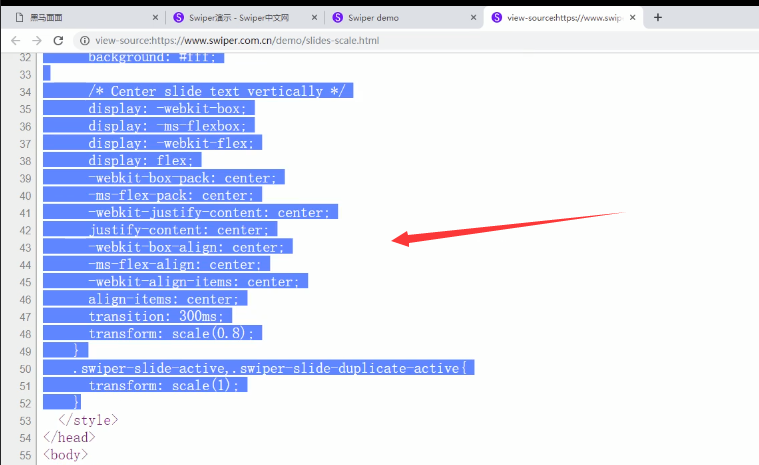 黑马面面
Swiper演示 - Swiper中文网
Swiper demo
view-source:https://www.swip
view-source:https://www.swiper.com.cn/demo/slides-scale.html
32 background: #fff;
33
34 /* Center slide text vertically */
35 display: -webkit-box;
36 display: -ms-flexbox;
37 display: -webkit-flex;
38 display: flex;
39 -webkit-box-pack: center;
40 -ms-flex-pack: center;
41 -webkit-justify-content: center;
42 justify-content: center;
43 -webkit-box-align: center;
44 -ms-flex-align: center;
45 -webkit-align-items: center;
46 align-items: center;
47 transition: 300ms;
48 transform: scale(0.8);
49 }
50 .swiper-slide-active,.swiper-slide-duplicate-active{
51 transform: scale(1);
52 }
53 </style>
54 </head>
55 <body>